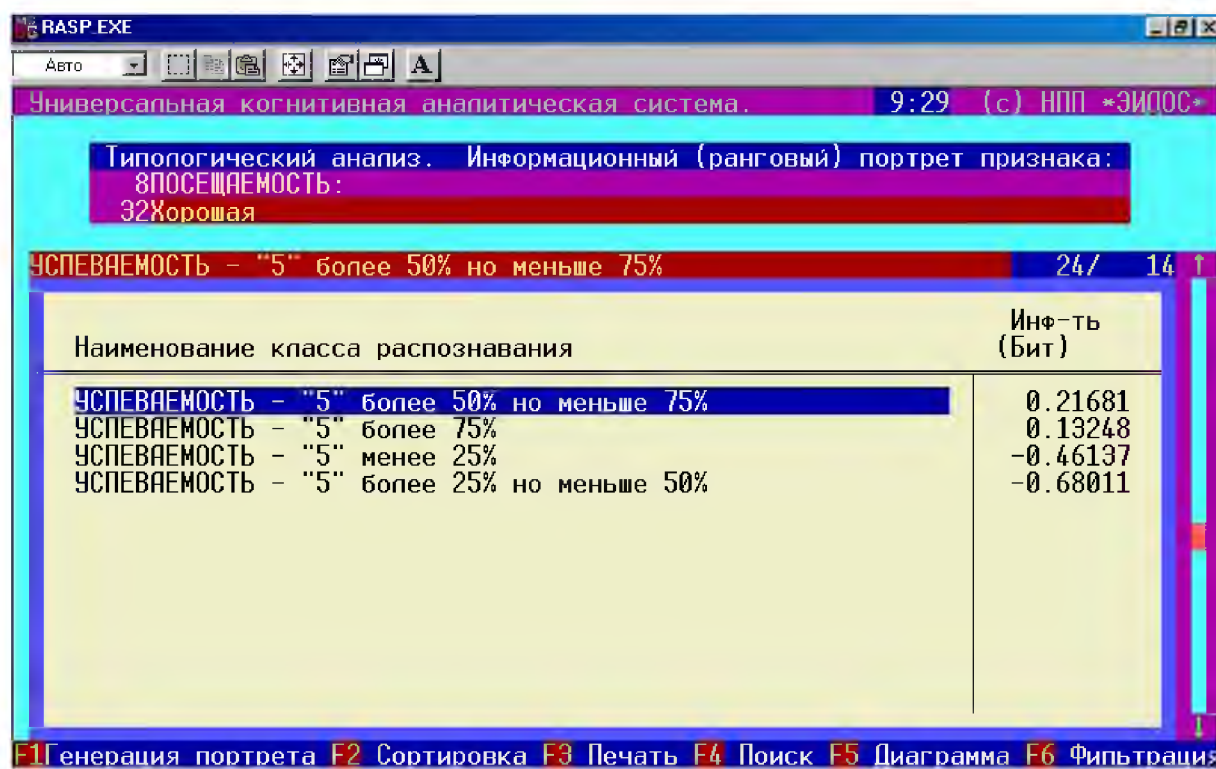 RASP_EXE
Авто
A
Универсальная когнитивная аналитическая система. 9:29 (c) НПП *ЭЙДОС*
Типологический анализ. Информационный (ранговый) портрет признака:
8ПОСЕЩАЕМОСТЬ:
32Хорошая
УСПЕВАЕМОСТЬ - "5" более 50% но меньше 75% 24/ 14 ↑
Наименование класса распознавания Инф-ть (Бит)
УСПЕВАЕМОСТЬ - "5" более 50% но меньше 75% 0.21681
УСПЕВАЕМОСТЬ - "5" более 75% 0.13248
УСПЕВАЕМОСТЬ - "5" менее 25% -0.46137
УСПЕВАЕМОСТЬ - "5" более 25% но меньше 50% -0.68011
↓
F1Генерация портрета F2 Сортировка F3 Печать F4 Поиск F5 Диаграмма F6 Фильтрация